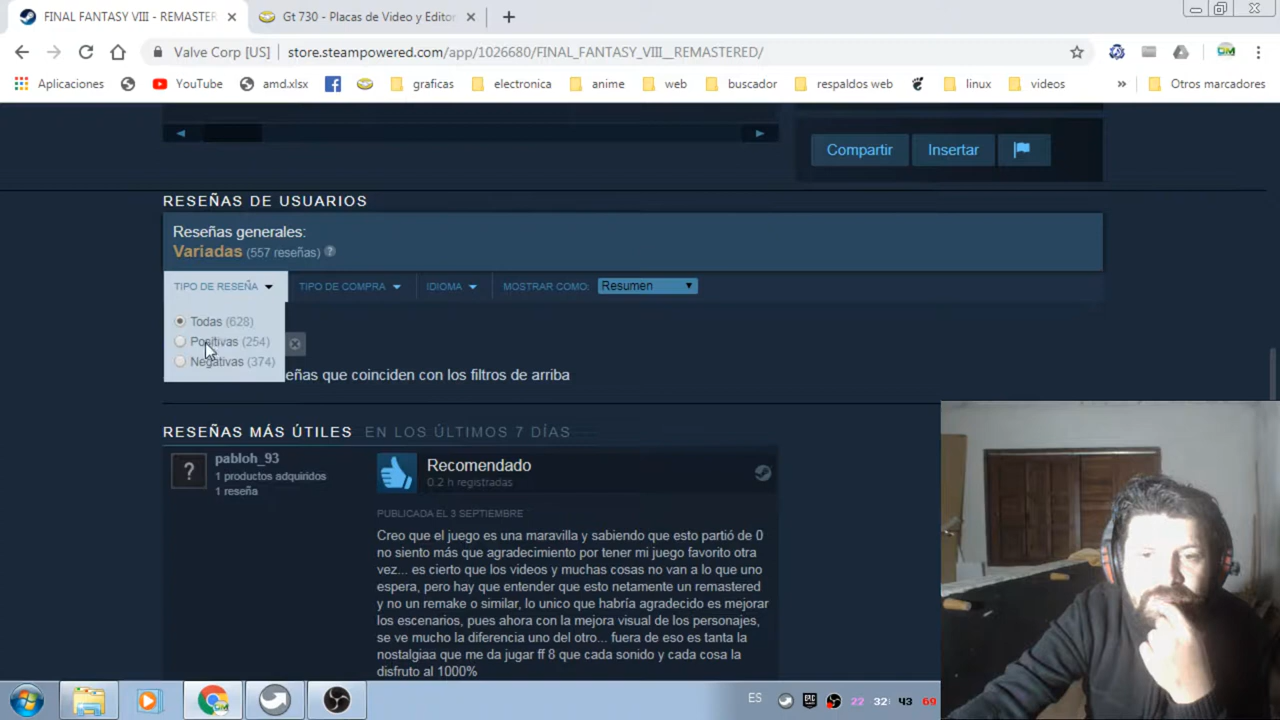 FINAL FANTASY VIII - REMASTER
Gt 730 - Placas de Video y Editor
Valve Corp [US]
store.steampowered.com/app/1026680/FINAL_FANTASY_VIII__REMASTERED/
Aplicaciones
YouTube
amd.xlsx
graficas
electronica
anime
web
buscador
respaldos web
linux
videos
»
Otros marcadores
Compartir
Insertar
RESEÑAS DE USUARIOS
Reseñas generales:
Variadas (557 reseñas) ?
TIPO DE RESEÑA
TIPO DE COMPRA
IDIOMA
MOSTRAR COMO:
Resumen
Todas (628)
Positivas (254)
Negativas (374)
eñas que coinciden con los filtros de arriba
RESEÑAS MÁS ÚTILES EN LOS ÚLTIMOS 7 DÍAS
pabloh_93
1 productos adquiridos
1 reseña
?
Recomendado
0.2 h registradas
PUBLICADA EL 3 SEPTIEMBRE
Creo que el juego es una maravilla y sabiendo que esto partió de 0
no siento más que agradecimiento por tener mi juego favorito otra
vez... es cierto que los videos y muchas cosas no van a lo que uno
espera, pero hay que entender que esto netamente un remastered
y no un remake o similar, lo unico que habría agradecido es mejorar
los escenarios, pues ahora con la mejora visual de los personajes,
se ve mucho la diferencia uno del otro... fuera de eso es tanta la
nostalgiaa que me da jugar ff 8 que cada sonido y cada cosa la
disfruto al 1000%
ES
22
32
43
69